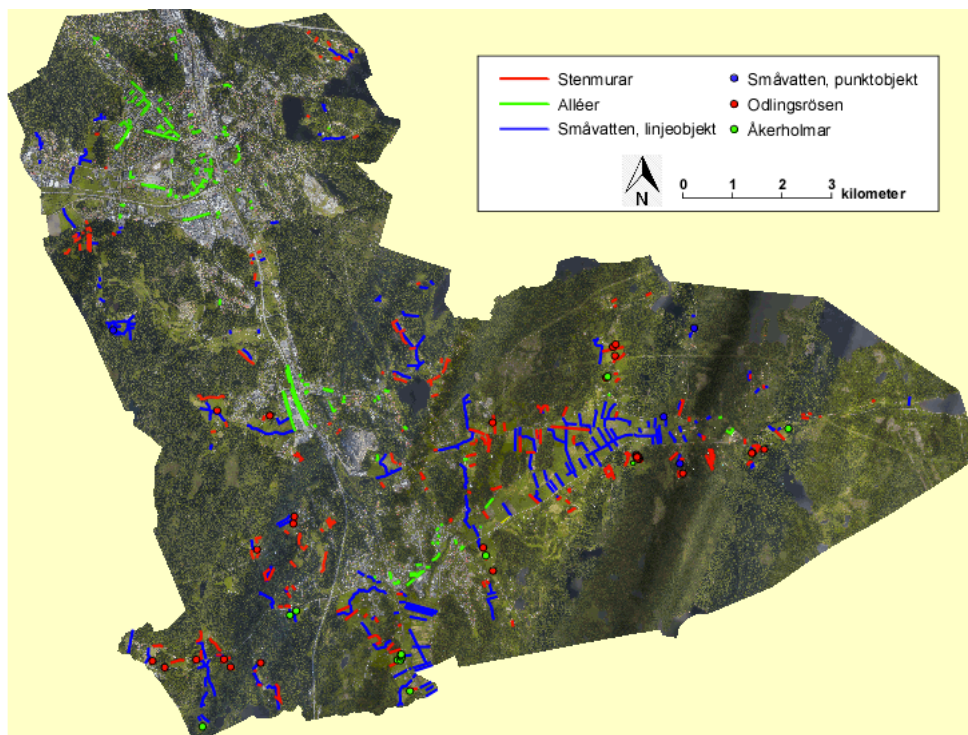 Stenmurar
Alléer
Småvatten, linjeobjekt
Småvatten, punktobjekt
Odlingsrösen
Åkerholmar
N
0 1 2 3 kilometer